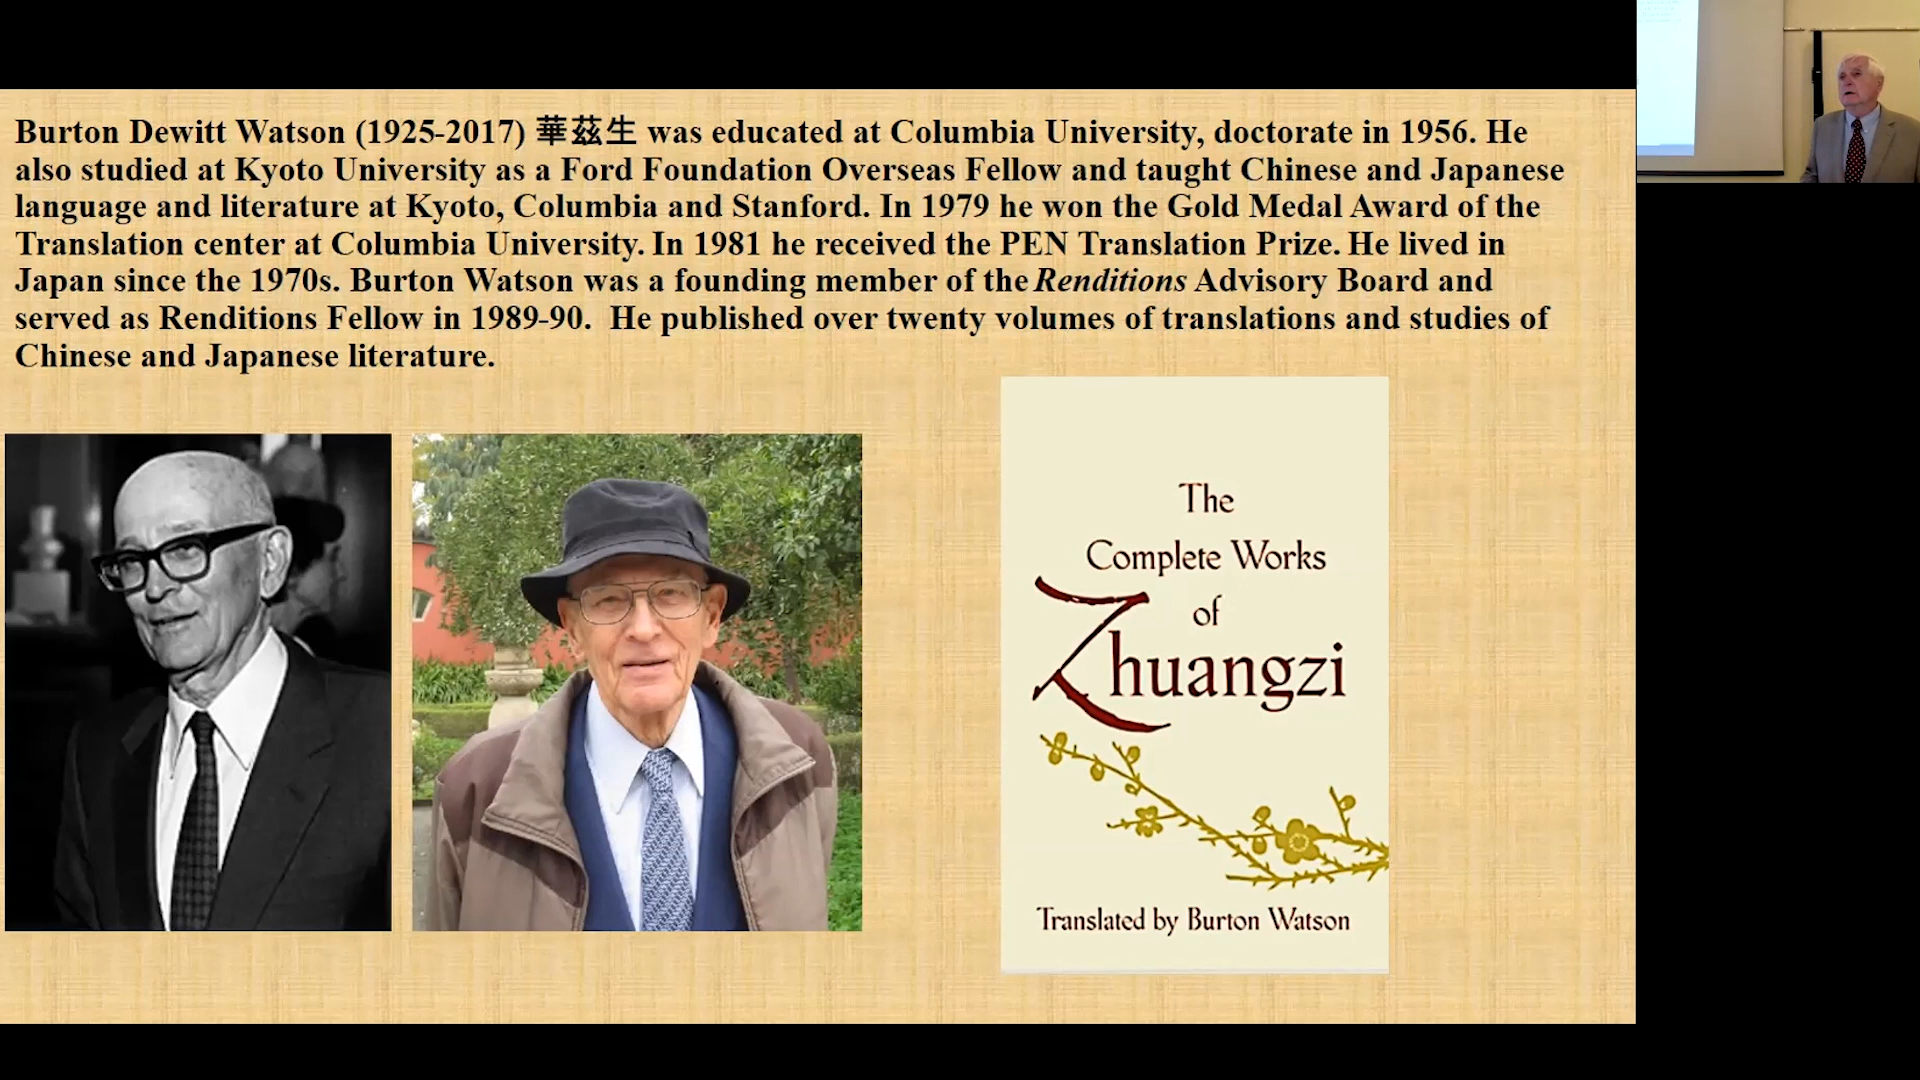 Burton Dewitt Watson (1925-2017) 華茲生 was educated at Columbia University, doctorate in 1956. He
also studied at Kyoto University as a Ford Foundation Overseas Fellow and taught Chinese and Japanese
language and literature at Kyoto, Columbia and Stanford. In 1979 he won the Gold Medal Award of the
Translation center at Columbia University. In 1981 he received the PEN Translation Prize. He lived in
Japan since the 1970s. Burton Watson was a founding member of the Renditions Advisory Board and
served as Renditions Fellow in 1989-90.  He published over twenty volumes of translations and studies of
Chinese and Japanese literature.
The
Complete Works
of
Zhuangzi
Translated by Burton Watson